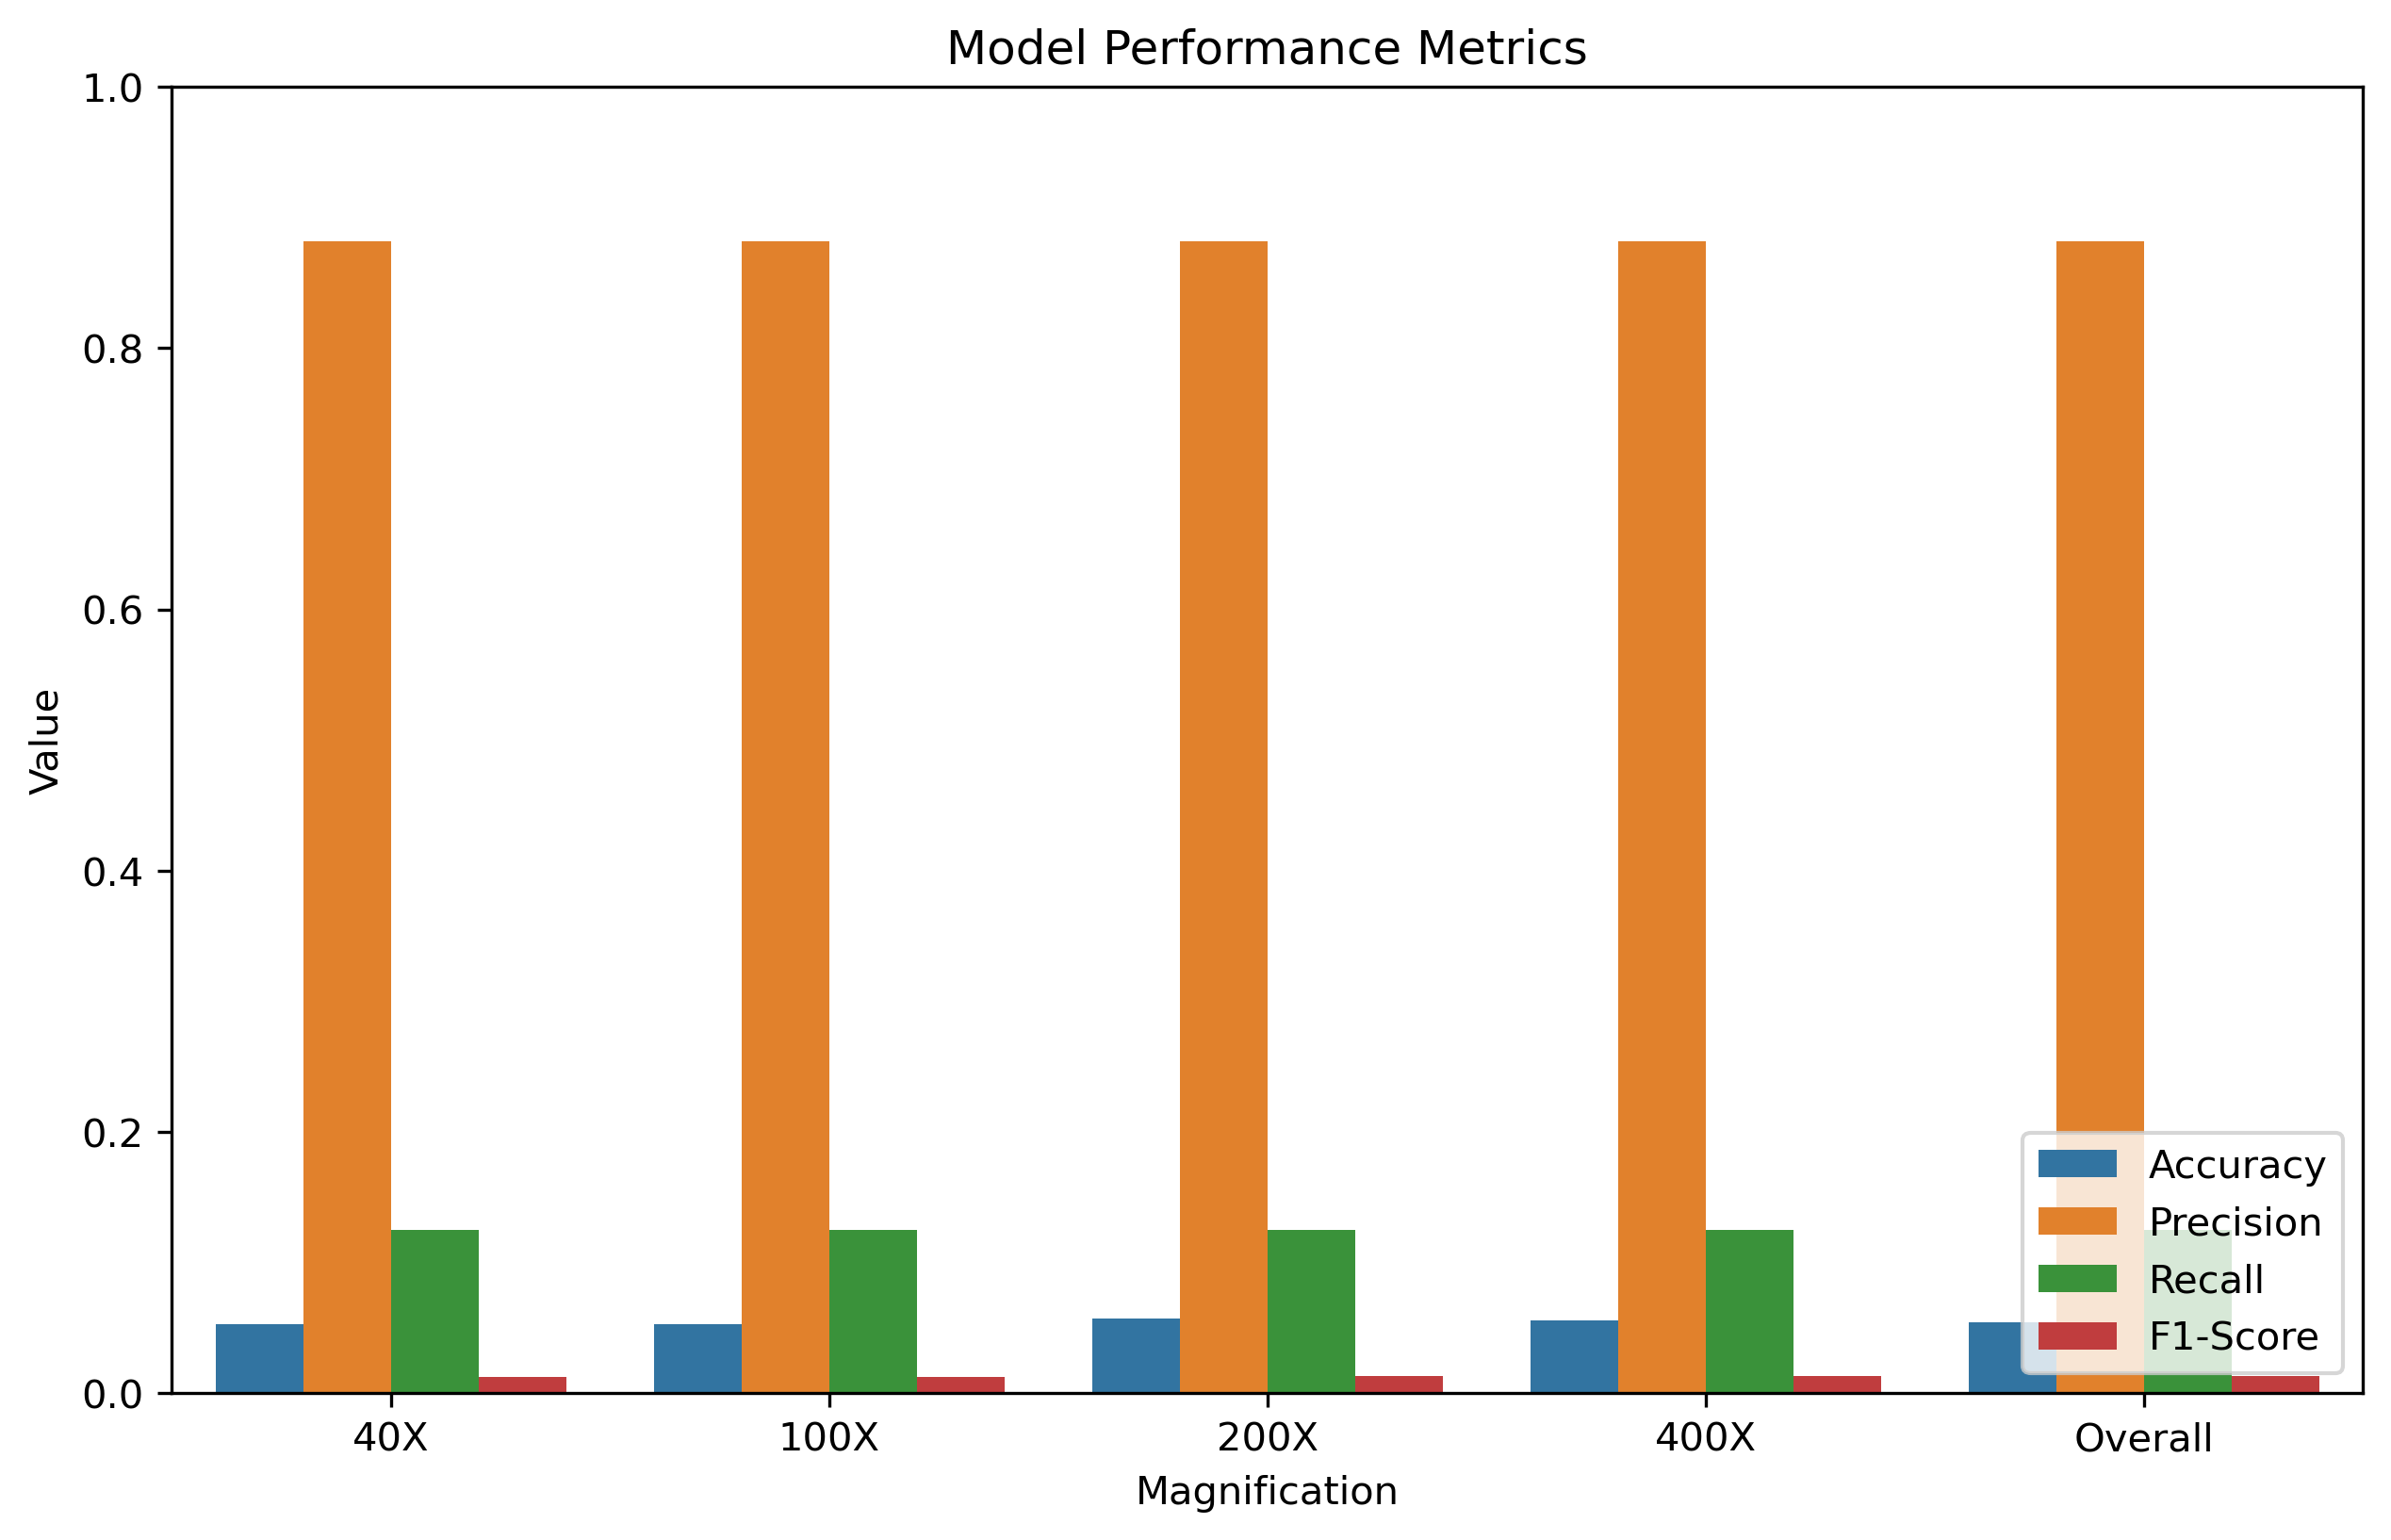 Model Performance Metrics
1.0
0.8
0.6
0.4
0.2
0.0
Value
Accuracy
Precision
Recall
F1-Score
40X 100X 200X 400X Overall
Magnification